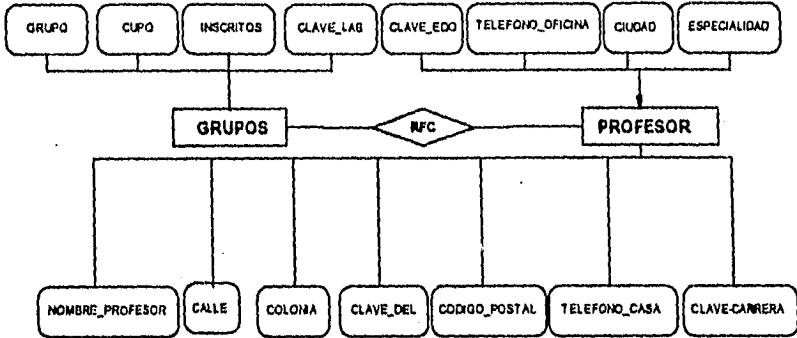 GRUPO
CUPO
INSCRITOS
CLAVE_LAB
CLAVE_EDO
TELEFONO_OFICINA
CIUDAD
ESPECIALIDAD
GRUPOS
RFC
PROFESOR
NOMBRE_PROFESOR
CALLE
COLONIA
CLAVE_DEL
CODIGO_POSTAL
TELEFONO_CASA
CLAVE-CARRERA